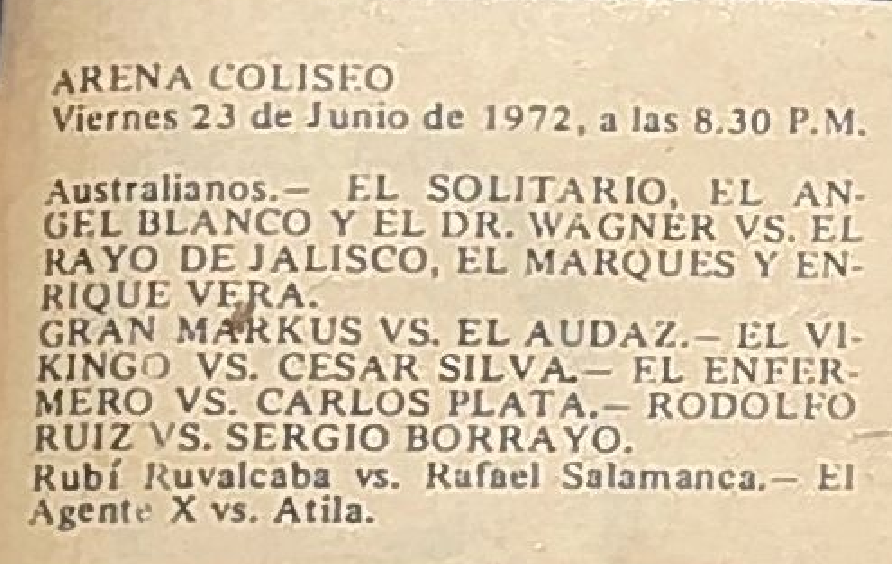 ARENA COLISEO
Viernes 23 de Junio de 1972, a las 8.30 P.M.
Australianos.— EL SOLITARIO, EL AN-
GEL BLANCO Y EL DR. WAGNER VS. EL
RAYO DE JALISCO, EL MARQUES Y EN-
RIQUE VERA.
GRAN MARKUS VS. EL AUDAZ.— EL VI-
KINGO VS. CESAR SILVA.— EL ENFER-
MERO VS. CARLOS PLATA.— RODOLFO
RUIZ VS. SERGIO BORRAYO.
Rubí Ruvalcaba vs. Rafael Salamanca.— El
Agente X vs. Atila.